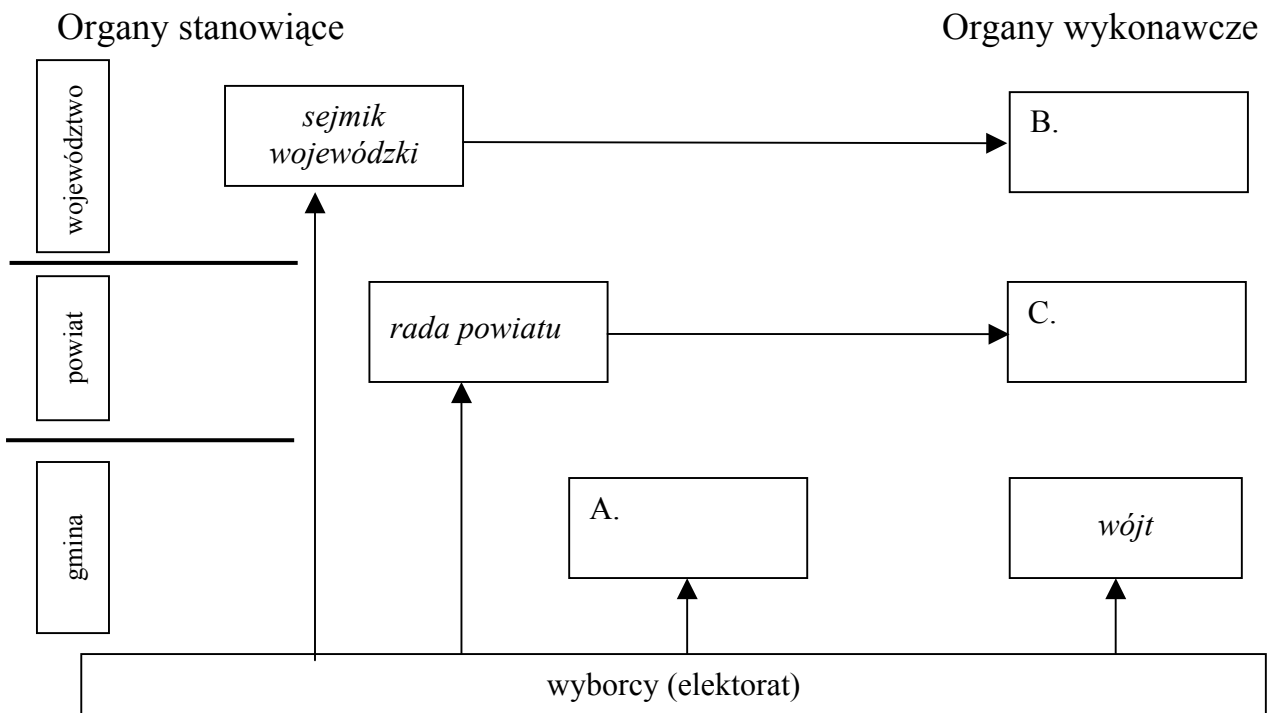 Organy stanowiące
Organy wykonawcze
województwo
sejmik
wojewódzki
B.
powiat
rada powiatu
C.
gmina
A.
wójt
wyborcy (elektorat)